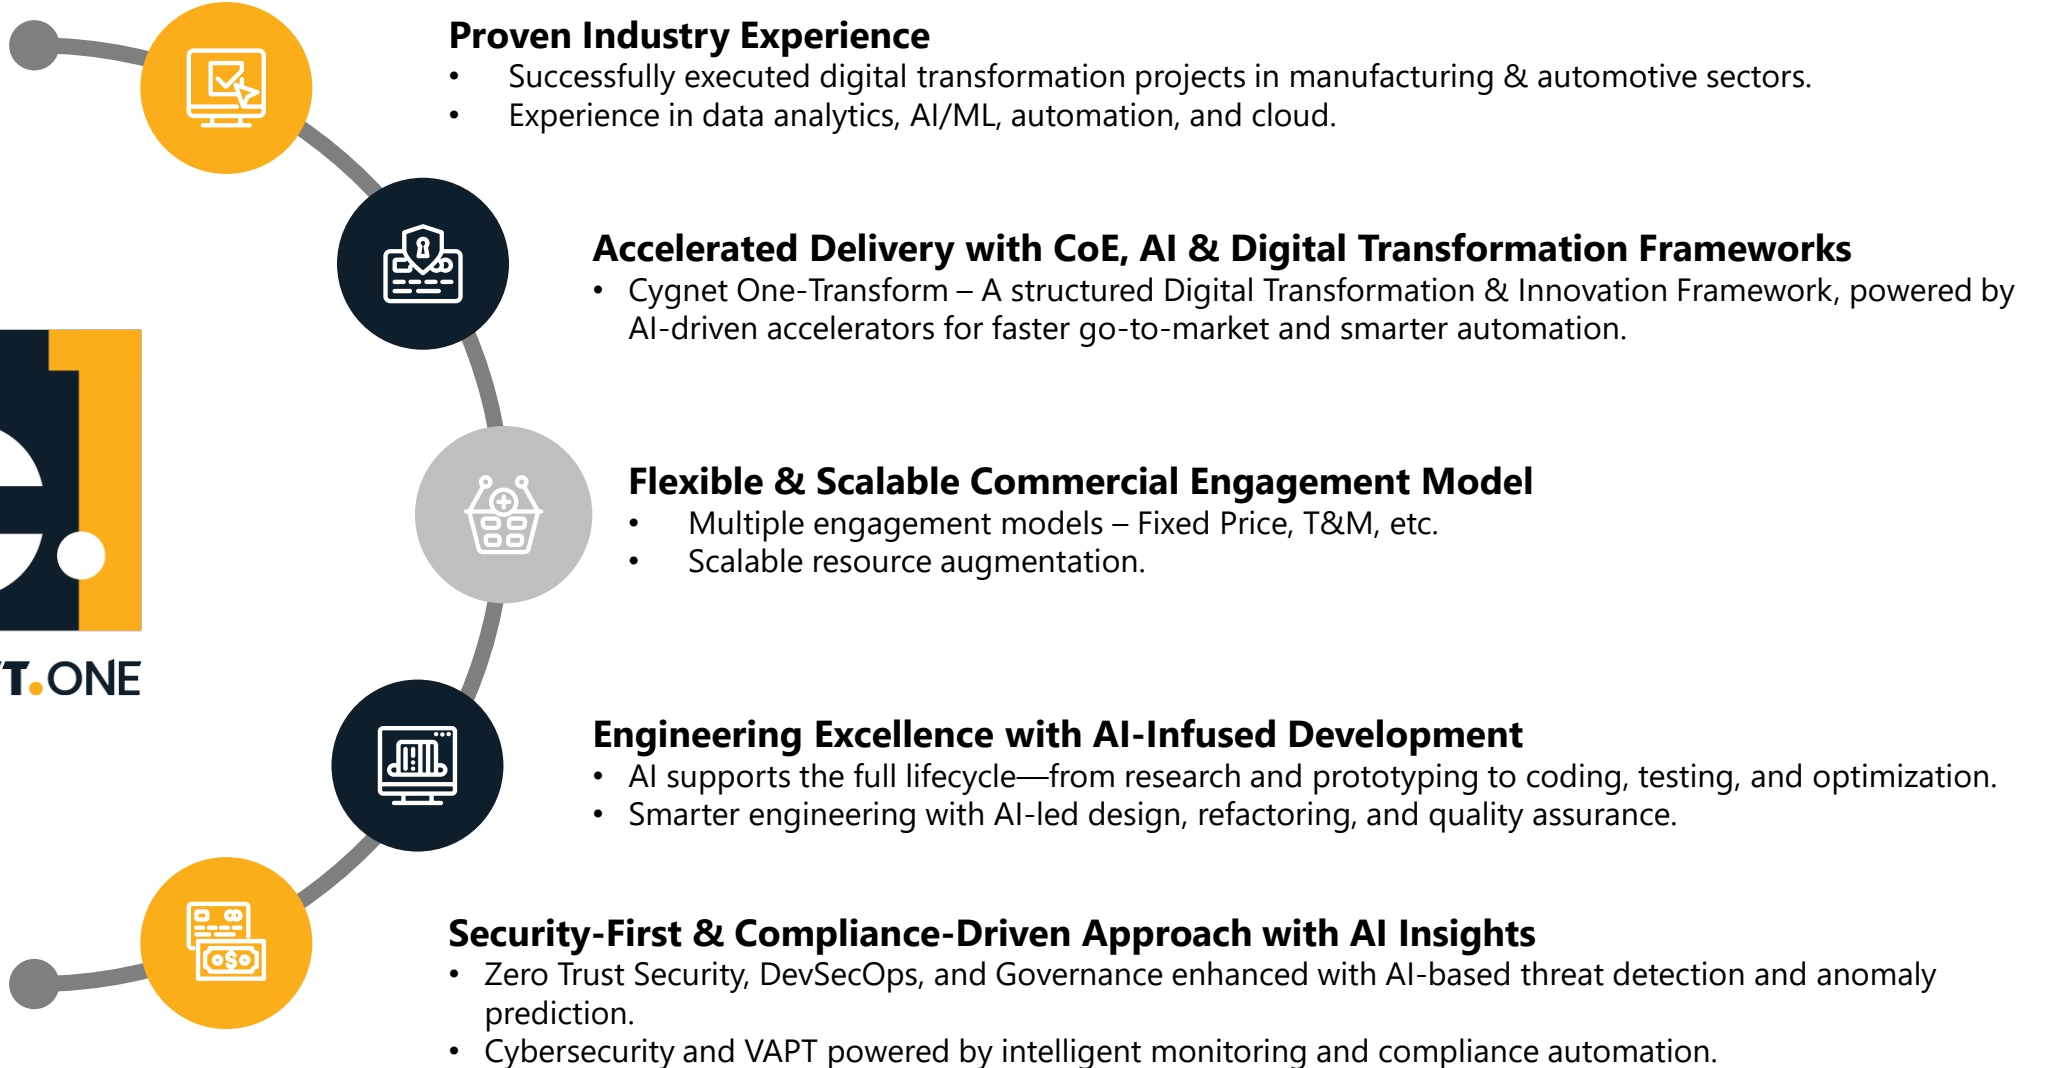 Proven Industry Experience
• Successfully executed digital transformation projects in manufacturing & automotive sectors.
• Experience in data analytics, AI/ML, automation, and cloud.
Accelerated Delivery with CoE, AI & Digital Transformation Frameworks
• Cygnet One-Transform – A structured Digital Transformation & Innovation Framework, powered by
AI-driven accelerators for faster go-to-market and smarter automation.
Flexible & Scalable Commercial Engagement Model
• Multiple engagement models – Fixed Price, T&M, etc.
• Scalable resource augmentation.
T.ONE
Engineering Excellence with AI-Infused Development
• AI supports the full lifecycle—from research and prototyping to coding, testing, and optimization.
• Smarter engineering with AI-led design, refactoring, and quality assurance.
Security-First & Compliance-Driven Approach with AI Insights
• Zero Trust Security, DevSecOps, and Governance enhanced with AI-based threat detection and anomaly
prediction.
• Cybersecurity and VAPT powered by intelligent monitoring and compliance automation.